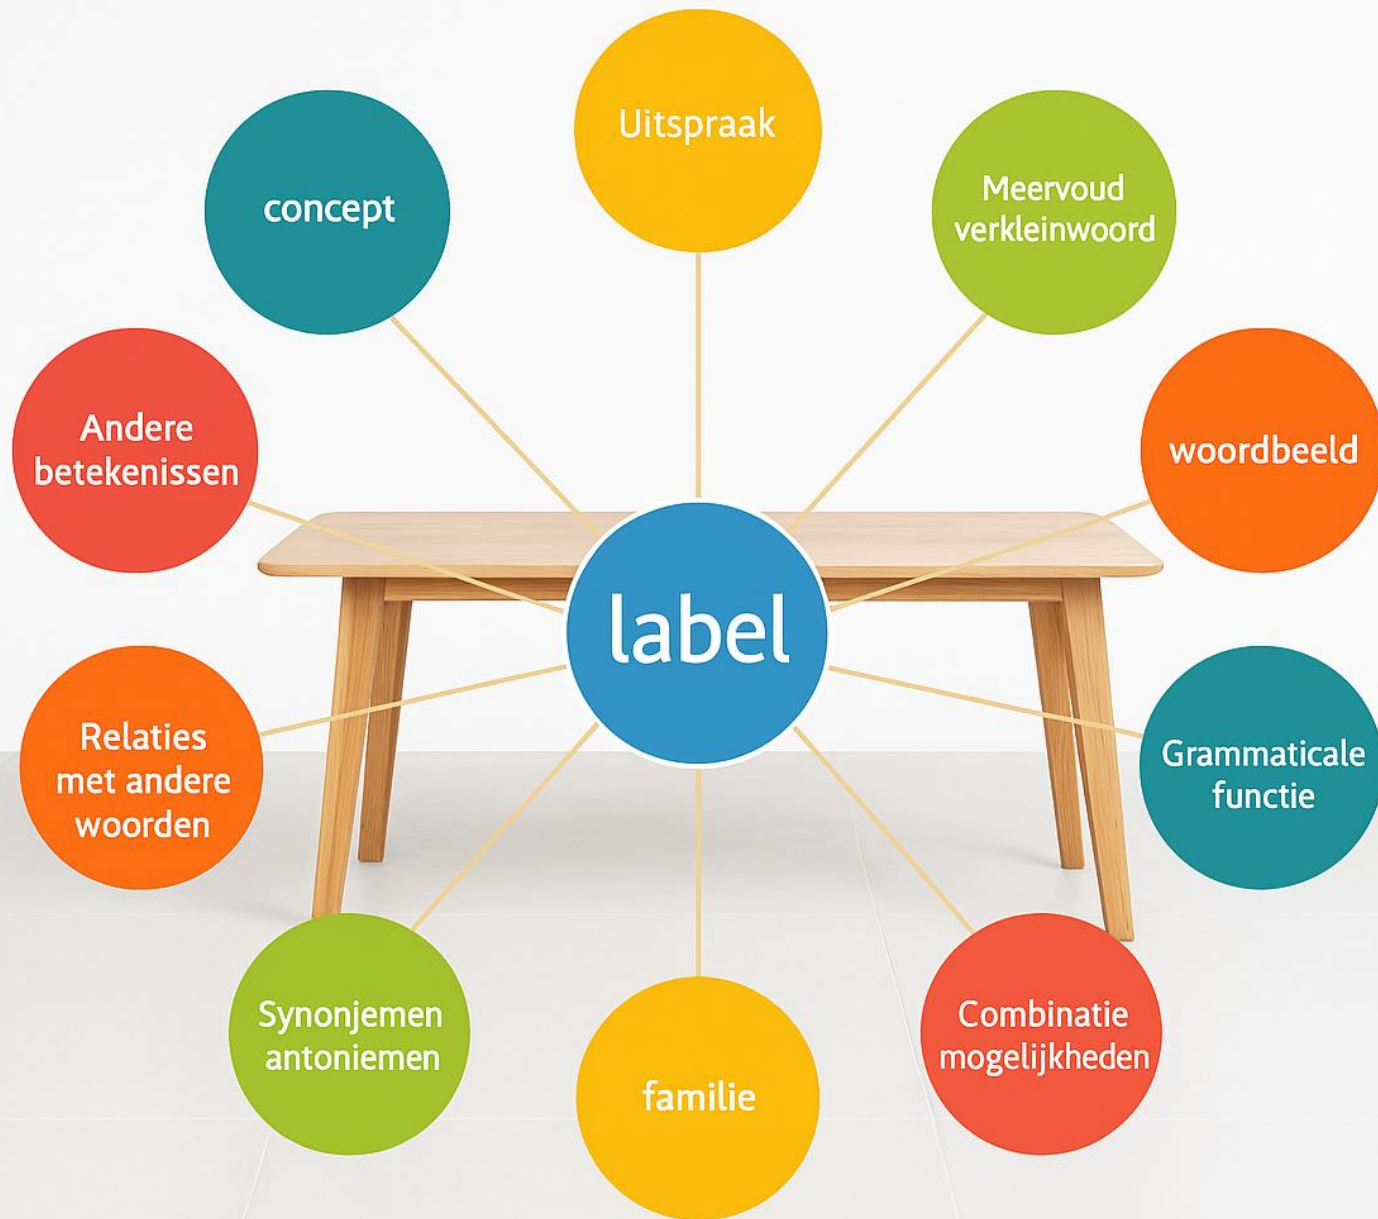 Uitspraak
concept
Meervoud
verkleinwoord
Andere
betekenissen
woordbeeld
label
Relaties
met andere
woorden
Grammaticale
functie
Synonjemen
antoniemen
familie
Combinatie
mogelijkheden